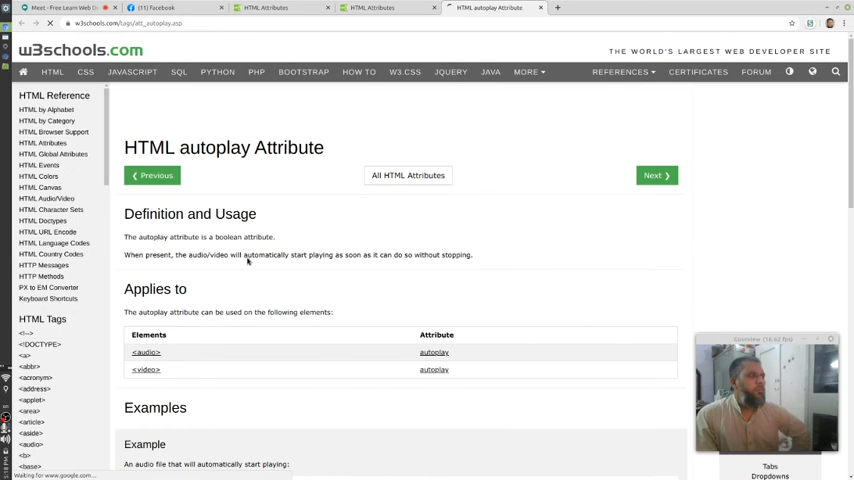 Meet - Free Learn Web D
(1) Facebook
HTML Attributes
HTML Attributes
HTML autoplay Attribute
w3schools.com/tags/att_autoplay.asp
w3schools.com
THE WORLD'S LARGEST WEB DEVELOPER SITE
HTML CSS JAVASCRIPT SQL PYTHON PHP BOOTSTRAP HOW TO W3.CSS JQUERY JAVA MORE REFERENCES CERTIFICATES FORUM
HTML Reference
HTML by Alphabet
HTML by Category
HTML Browser Support
HTML Attributes
HTML Global Attributes
HTML Events
HTML Colors
HTML Canvas
HTML Audio/Video
HTML Character Sets
HTML Doctypes
HTML URL Encode
HTML Language Codes
HTML Country Codes
HTTP Messages
HTTP Methods
PX to EM Converter
Keyboard Shortcuts
HTML Tags
<!-->
<!DOCTYPE>
<a>
<abbr>
<acronym>
<address>
<applet>
<area>
<article>
<aside>
<audio>
<b>
<base>
HTML autoplay Attribute
❮ Previous
All HTML Attributes
Next ❯
Definition and Usage
The autoplay attribute is a boolean attribute.
When present, the audio/video will automatically start playing as soon as it can do so without stopping.
Applies to
The autoplay attribute can be used on the following elements:
Elements Attribute
<audio> autoplay
<video> autoplay
Examples
Example
An audio file that will automatically start playing:
Tabs
Dropdowns
Waiting for www.google.com...
5:18 PM